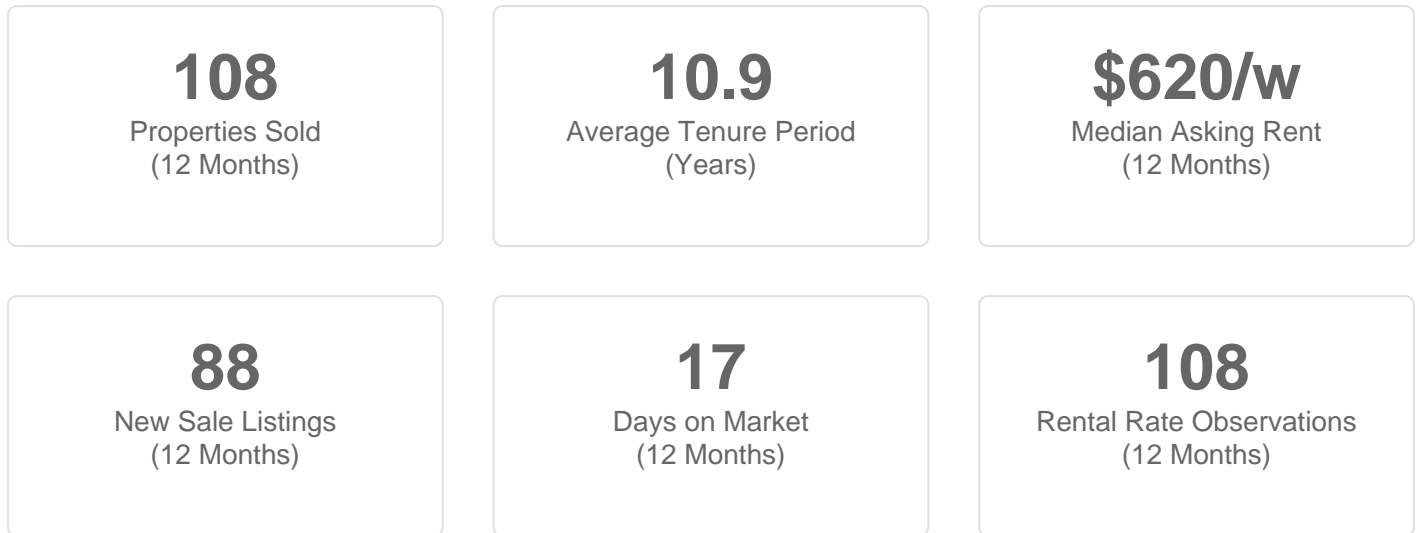 108
Properties Sold
(12 Months)
10.9
Average Tenure Period
(Years)
$620/w
Median Asking Rent
(12 Months)
88
New Sale Listings
(12 Months)
17
Days on Market
(12 Months)
108
Rental Rate Observations
(12 Months)